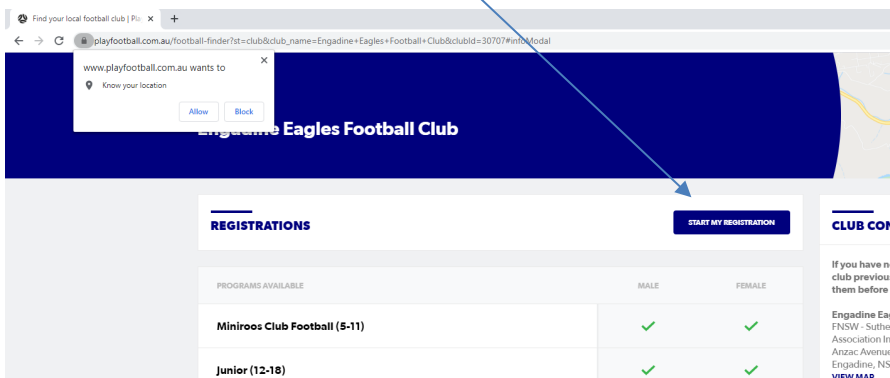 Find your local football club | Pla
playfootball.com.au/football-finder?st=club&club_name=Engadine+Eagles+Football+Club&clubId=30707#infoModal
www.playfootball.com.au wants to
Know your location
Allow Block
Engadine Eagles Football Club
REGISTRATIONS
START MY REGISTRATION
PROGRAMS AVAILABLE MALE FEMALE
Miniroos Club Football (5-11)
Junior (12-18)
CLUB CON
If you have n
club previou
them before
Engadine Ea
FNSW - Suthe
Association In
Anzac Avenue
Engadine, NS
VIEW MAP